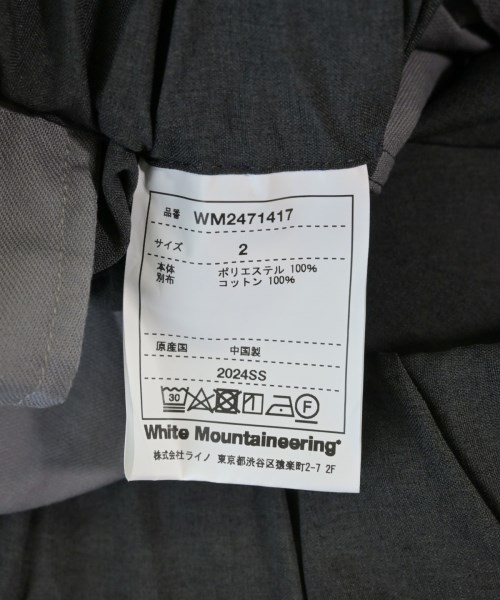 品番 WM2471417
サイズ 2
本体 ポリエステル 100%
別布 コットン 100%
原産国 中国製
2024SS
30 F
White Mountaineering®
株式会社ライノ 東京都渋谷区猿楽町2-7 2F